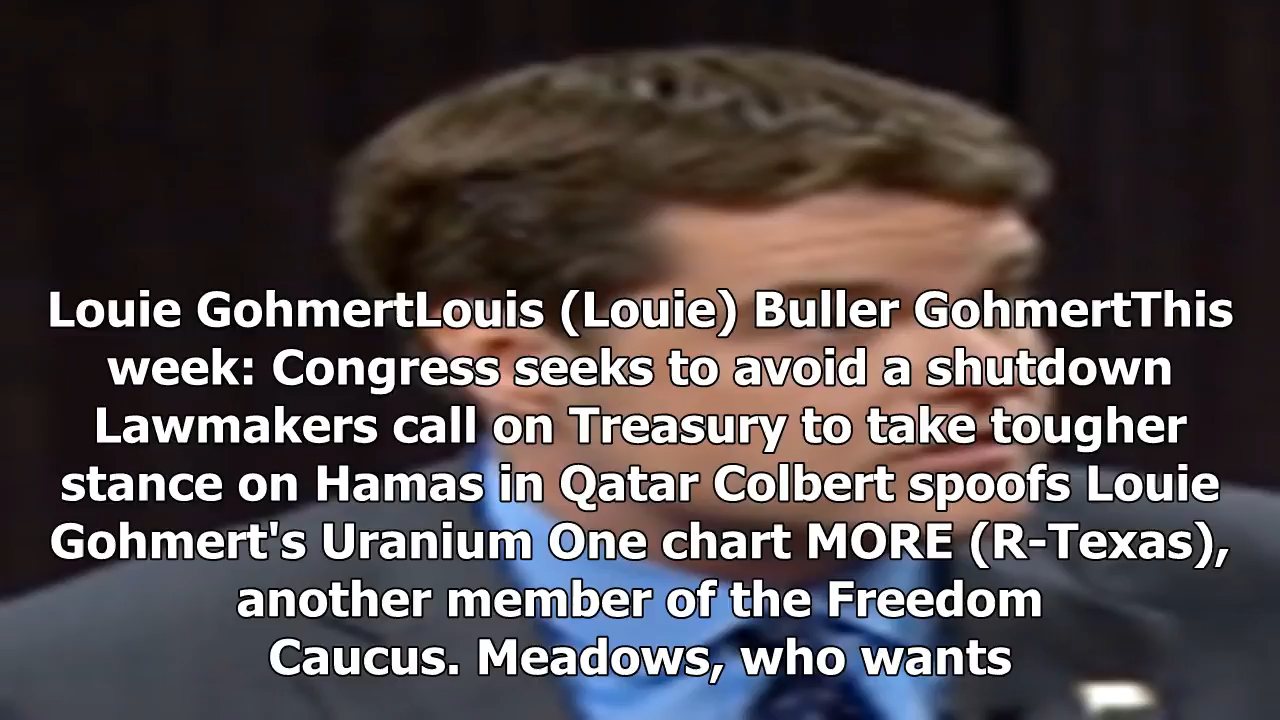 Louie GohmertLouis (Louie) Buller GohmertThis
week: Congress seeks to avoid a shutdown
Lawmakers call on Treasury to take tougher
stance on Hamas in Qatar Colbert spoofs Louie
Gohmert's Uranium One chart MORE (R-Texas),
another member of the Freedom
Caucus. Meadows, who wants